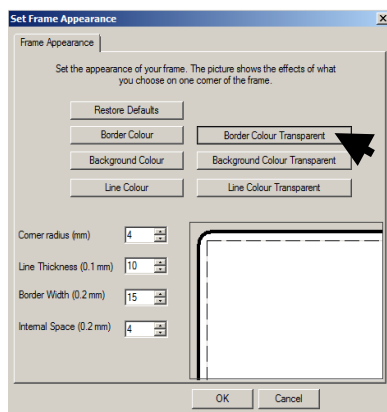 Set Frame Appearance
Frame Appearance
Set the appearance of your frame. The picture shows the effects of what
you choose on one corner of the frame.
Restore Defaults
Border Colour Border Colour Transparent
Background Colour Background Colour Transparent
Line Colour Line Colour Transparent
Corner radius (mm) 4
Line Thickness (0.1 mm) 10
Border Width (0.2 mm) 15
Internal Space (0.2 mm) 4
OK Cancel